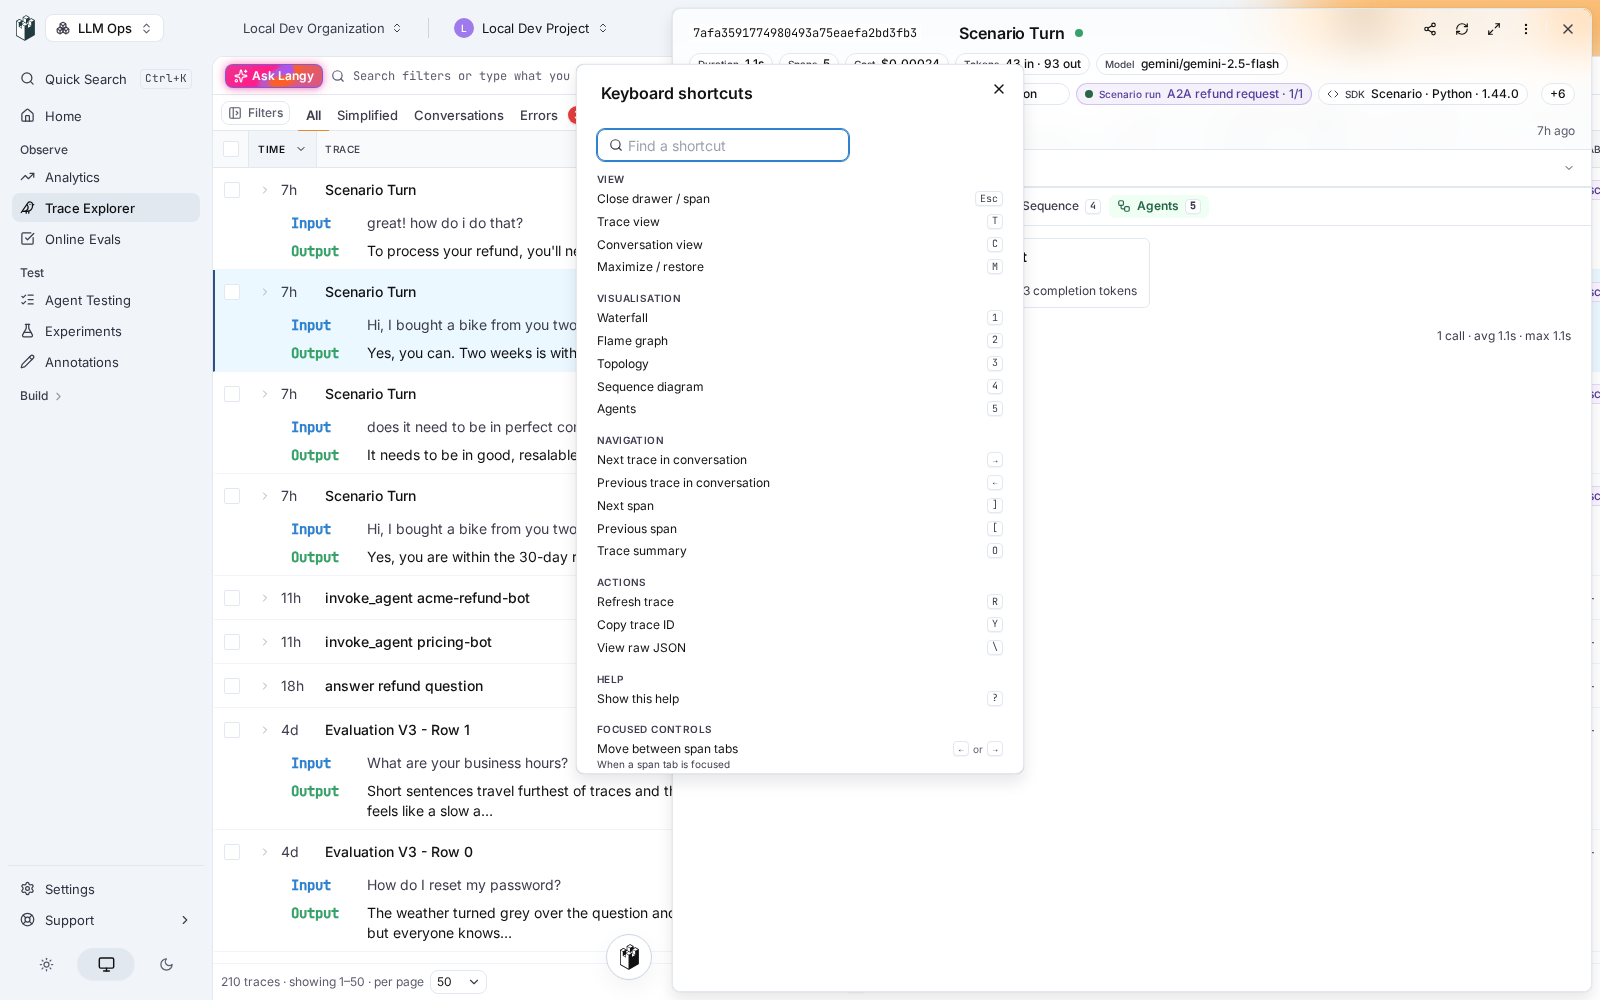 LLM Ops
Local Dev Organization
L
Local Dev Project
Quick Search
Ctrl+K
Home
Observe
Analytics
Trace Explorer
Online Evals
Test
Agent Testing
Experiments
Annotations
Build
Settings
Support
Ask Langy
Search filters or type what you
Filters
All
Simplified
Conversations
Errors
TIME
TRACE
7h
Scenario Turn
Input
great! how do i do that?
Output
To process your refund, you'll ne
7h
Scenario Turn
Input
Hi, I bought a bike from you two
Output
Yes, you can. Two weeks is with
7h
Scenario Turn
Input
does it need to be in perfect con
Output
It needs to be in good, resalable
7h
Scenario Turn
Input
Hi, I bought a bike from you two
Output
Yes, you are within the 30-day r
11h
invoke_agent acme-refund-bot
11h
invoke_agent pricing-bot
18h
answer refund question
4d
Evaluation V3 - Row 1
Input
What are your business hours?
Output
Short sentences travel furthest of traces and th
feels like a slow a...
4d
Evaluation V3 - Row 0
Input
How do I reset my password?
Output
The weather turned grey over the question and
but everyone knows...
210 traces · showing 1–50 · per page
50
7afa3591774980493a75eaefa2bd3fb3
Scenario Turn
Duration 1.1s
Spans 5
Cost $0.00024
Tokens 43 in · 93 out
Model gemini/gemini-2.5-flash
on
Scenario run A2A refund request · 1/1
SDK Scenario · Python · 1.44.0
+6
7h ago
Sequence 4
Agents 5
t
3 completion tokens
1 call · avg 1.1s · max 1.1s
Keyboard shortcuts
Find a shortcut
VIEW
Close drawer / span Esc
Trace view T
Conversation view C
Maximize / restore M
VISUALISATION
Waterfall 1
Flame graph 2
Topology 3
Sequence diagram 4
Agents 5
NAVIGATION
Next trace in conversation →
Previous trace in conversation ←
Next span ]
Previous span [
Trace summary O
ACTIONS
Refresh trace R
Copy trace ID Y
View raw JSON \
HELP
Show this help ?
FOCUSED CONTROLS
Move between span tabs ← or →
When a span tab is focused